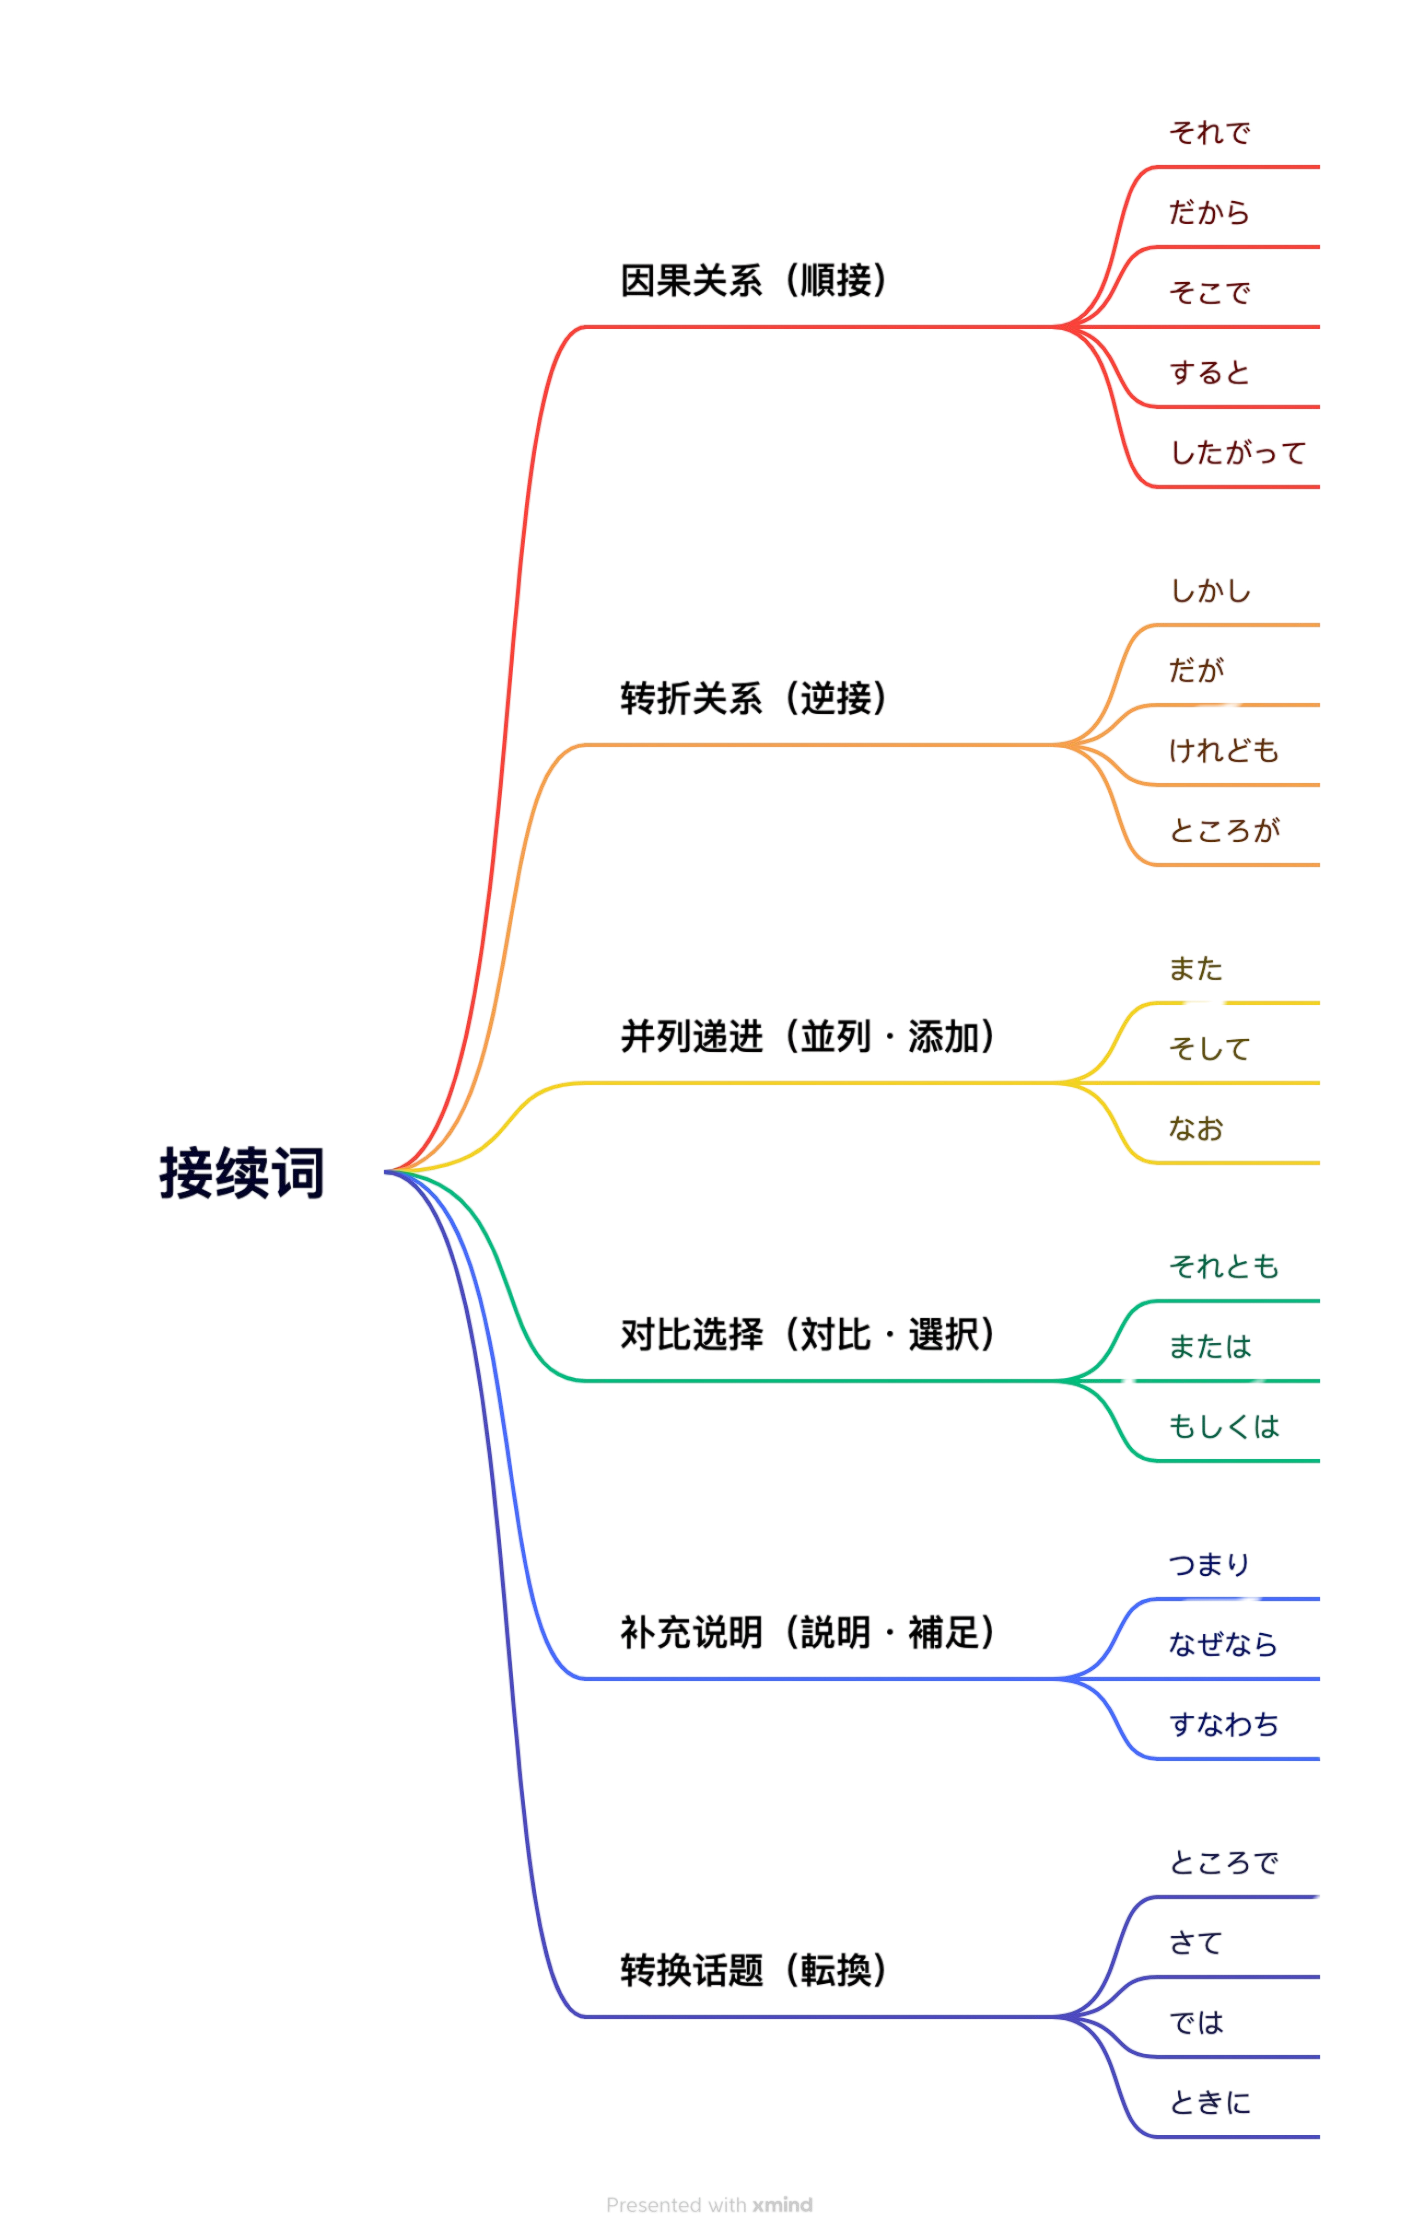 接续词
因果关系（順接）
それで
だから
そこで
すると
したがって
转折关系（逆接）
しかし
だが
けれども
ところが
并列递进（並列·添加）
また
そして
なお
对比选择（対比·選択）
それとも
または
もしくは
补充说明（説明·補足）
つまり
なぜなら
すなわち
转换话题（転換）
ところで
さて
では
ときに
Presented with xmind